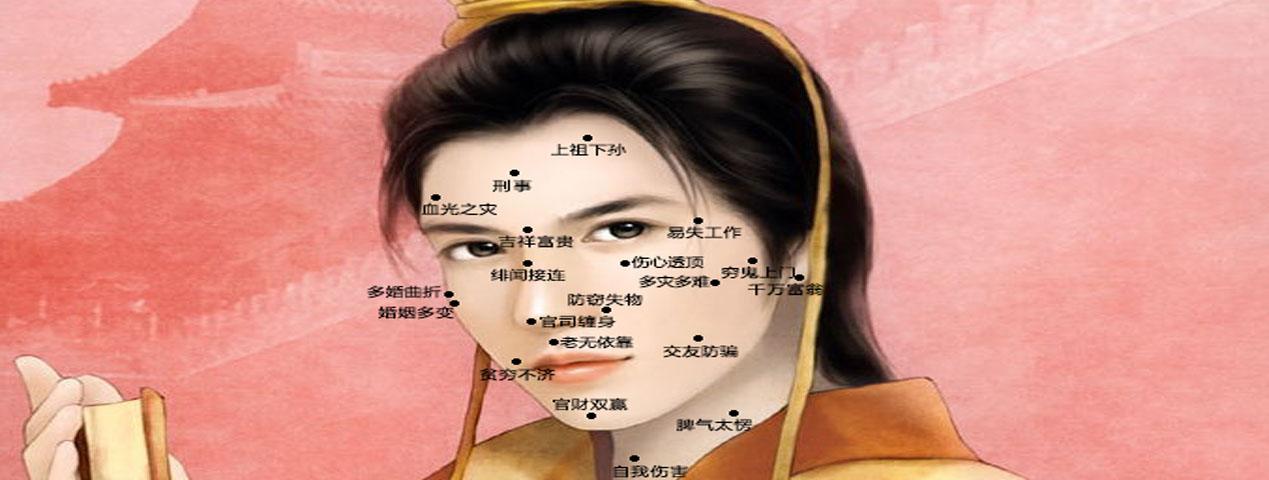 上祖下孙
刑事
血光之灾
吉祥富贵
易失工作
绯闻接连
伤心透顶
穷鬼上门
多灾多难
千万富翁
多婚曲折
防窃失物
婚姻多变
官司缠身
老无依靠
交友防骗
贫穷不济
官财双赢
脾气太愣
自我伤害